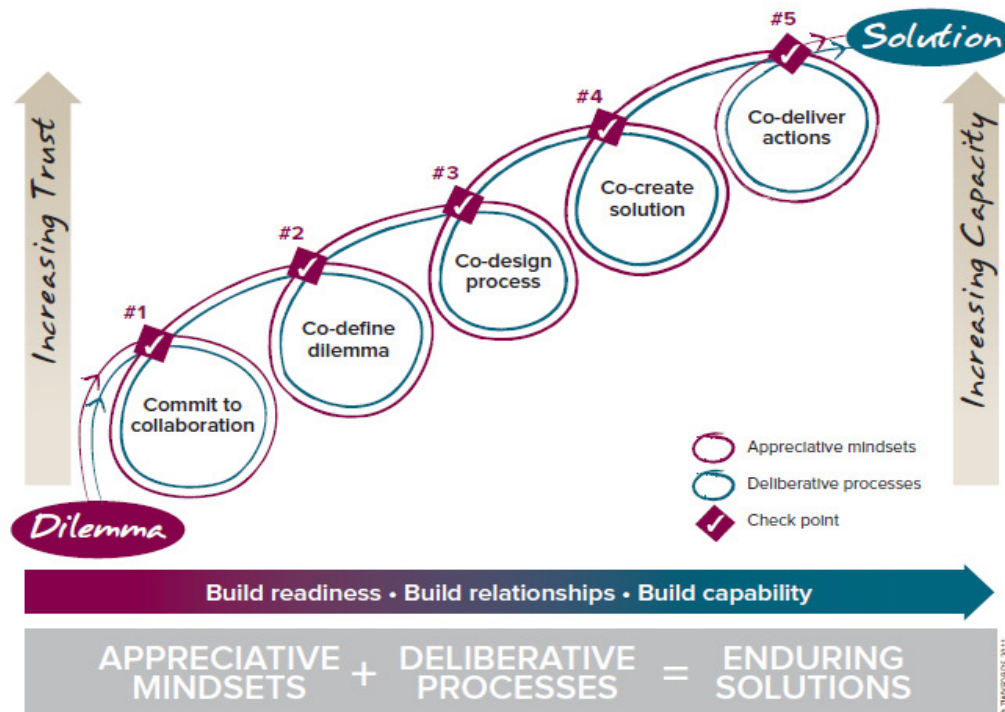 #5
Solution
#4
Co-deliver
actions
#3
Co-create
solution
#2
Co-design
process
#1
Co-define
dilemma
Commit to
collaboration
Increasing Trust
Increasing Capacity
Appreciative mindsets
Deliberative processes
Check point
Dilemma
Build readiness • Build relationships • Build capability
APPRECIATIVE
MINDSETS
+
DELIBERATIVE
PROCESSES
=
ENDURING
SOLUTIONS